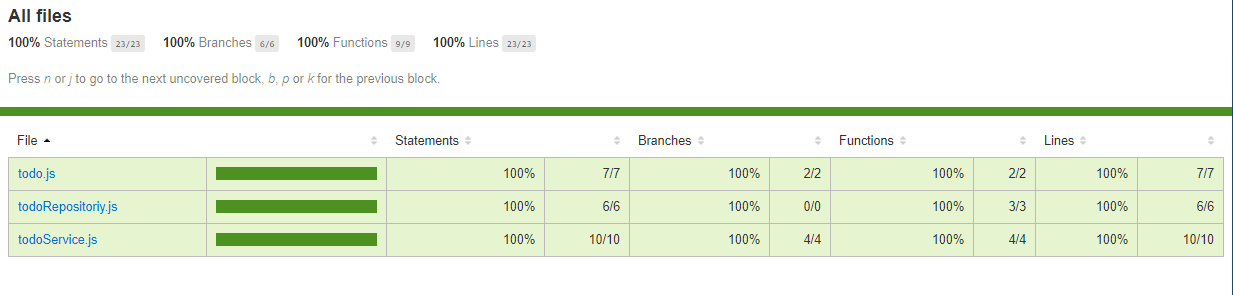 All files
100% Statements 23/23 100% Branches 6/6 100% Functions 9/9 100% Lines 23/23
Press n or j to go to the next uncovered block, b, p or k for the previous block.
File Statements Branches Functions Lines
todo.js 100% 7/7 100% 2/2 100% 2/2 100% 7/7
todoRepositoriy.js 100% 6/6 100% 0/0 100% 3/3 100% 6/6
todoService.js 100% 10/10 100% 4/4 100% 4/4 100% 10/10